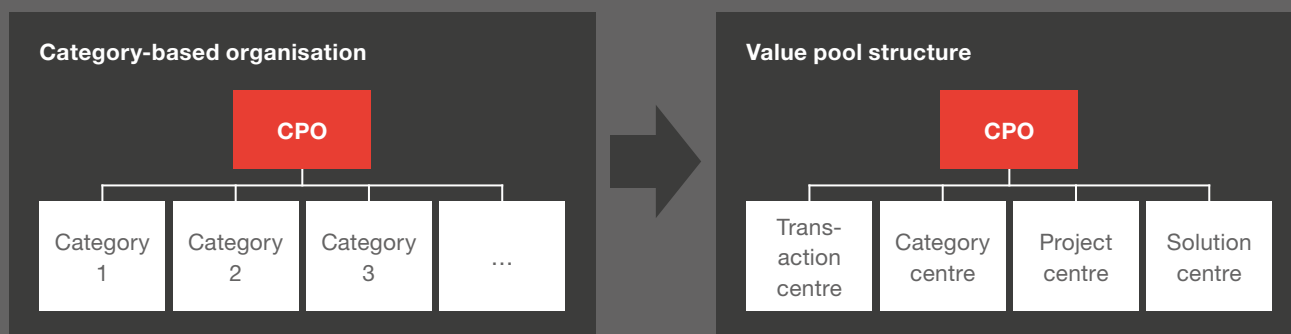 Category-based organisation
CPO
Category
1
Category
2
Category
3
...
Value pool structure
CPO
Trans-
action
centre
Category
centre
Project
centre
Solution
centre